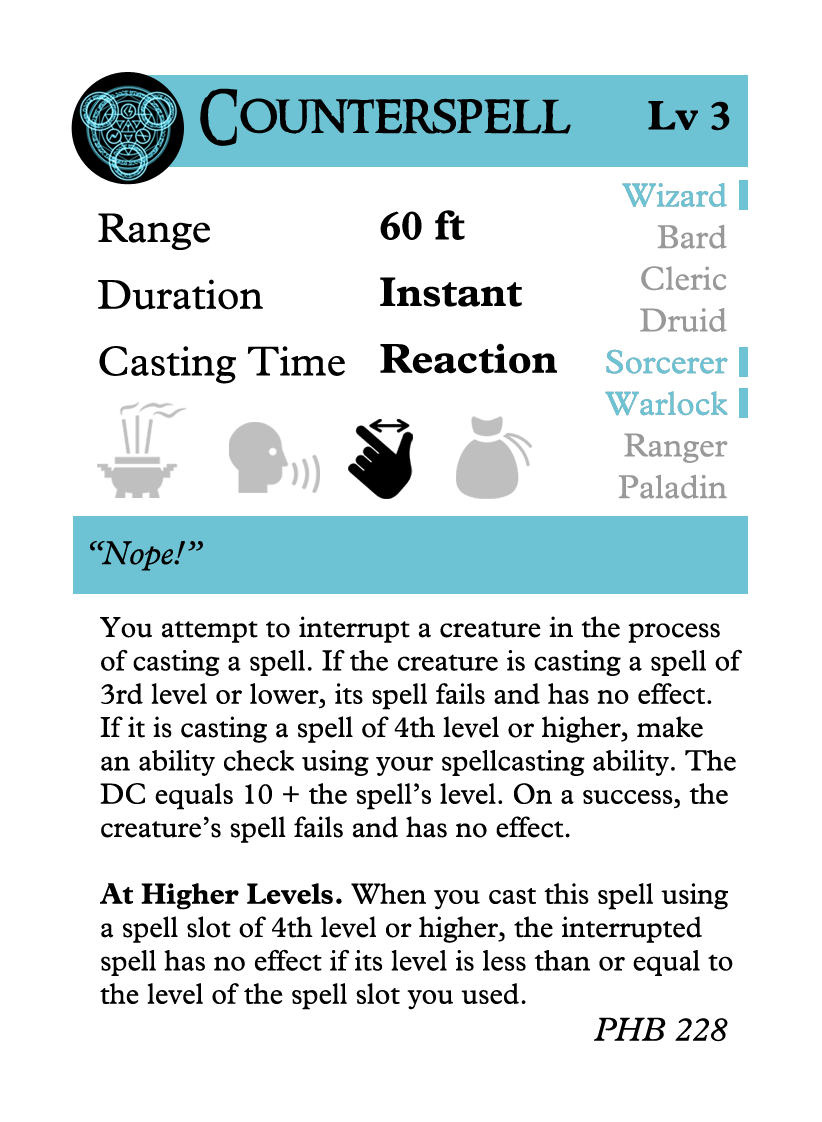 COUNTERSPELL Lv 3
Range 60 ft
Duration Instant
Casting Time Reaction
Wizard
Bard
Cleric
Druid
Sorcerer
Warlock
Ranger
Paladin
“Nope!”
You attempt to interrupt a creature in the process
of casting a spell. If the creature is casting a spell of
3rd level or lower, its spell fails and has no effect.
If it is casting a spell of 4th level or higher, make
an ability check using your spellcasting ability. The
DC equals 10 + the spell’s level. On a success, the
creature’s spell fails and has no effect.
At Higher Levels. When you cast this spell using
a spell slot of 4th level or higher, the interrupted
spell has no effect if its level is less than or equal to
the level of the spell slot you used.
PHB 228